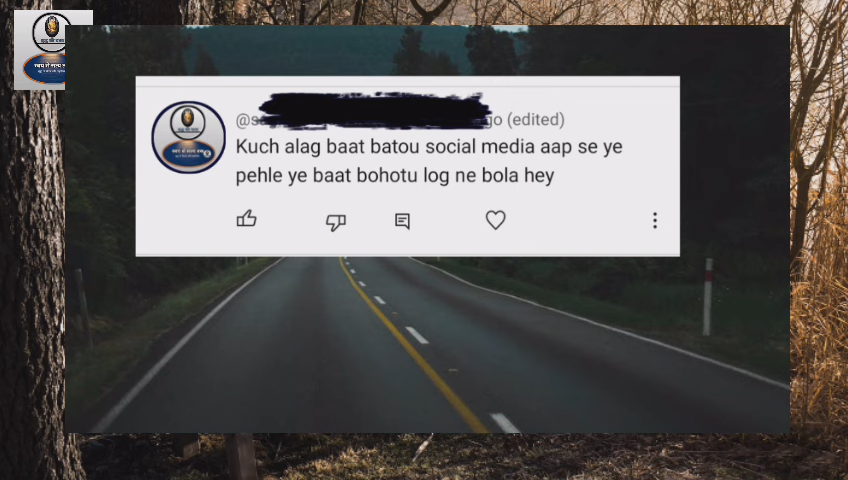 @s
go (edited)
Kuch alag baat batou social media aap se ye
pehle ye baat bohotu log ne bola hey